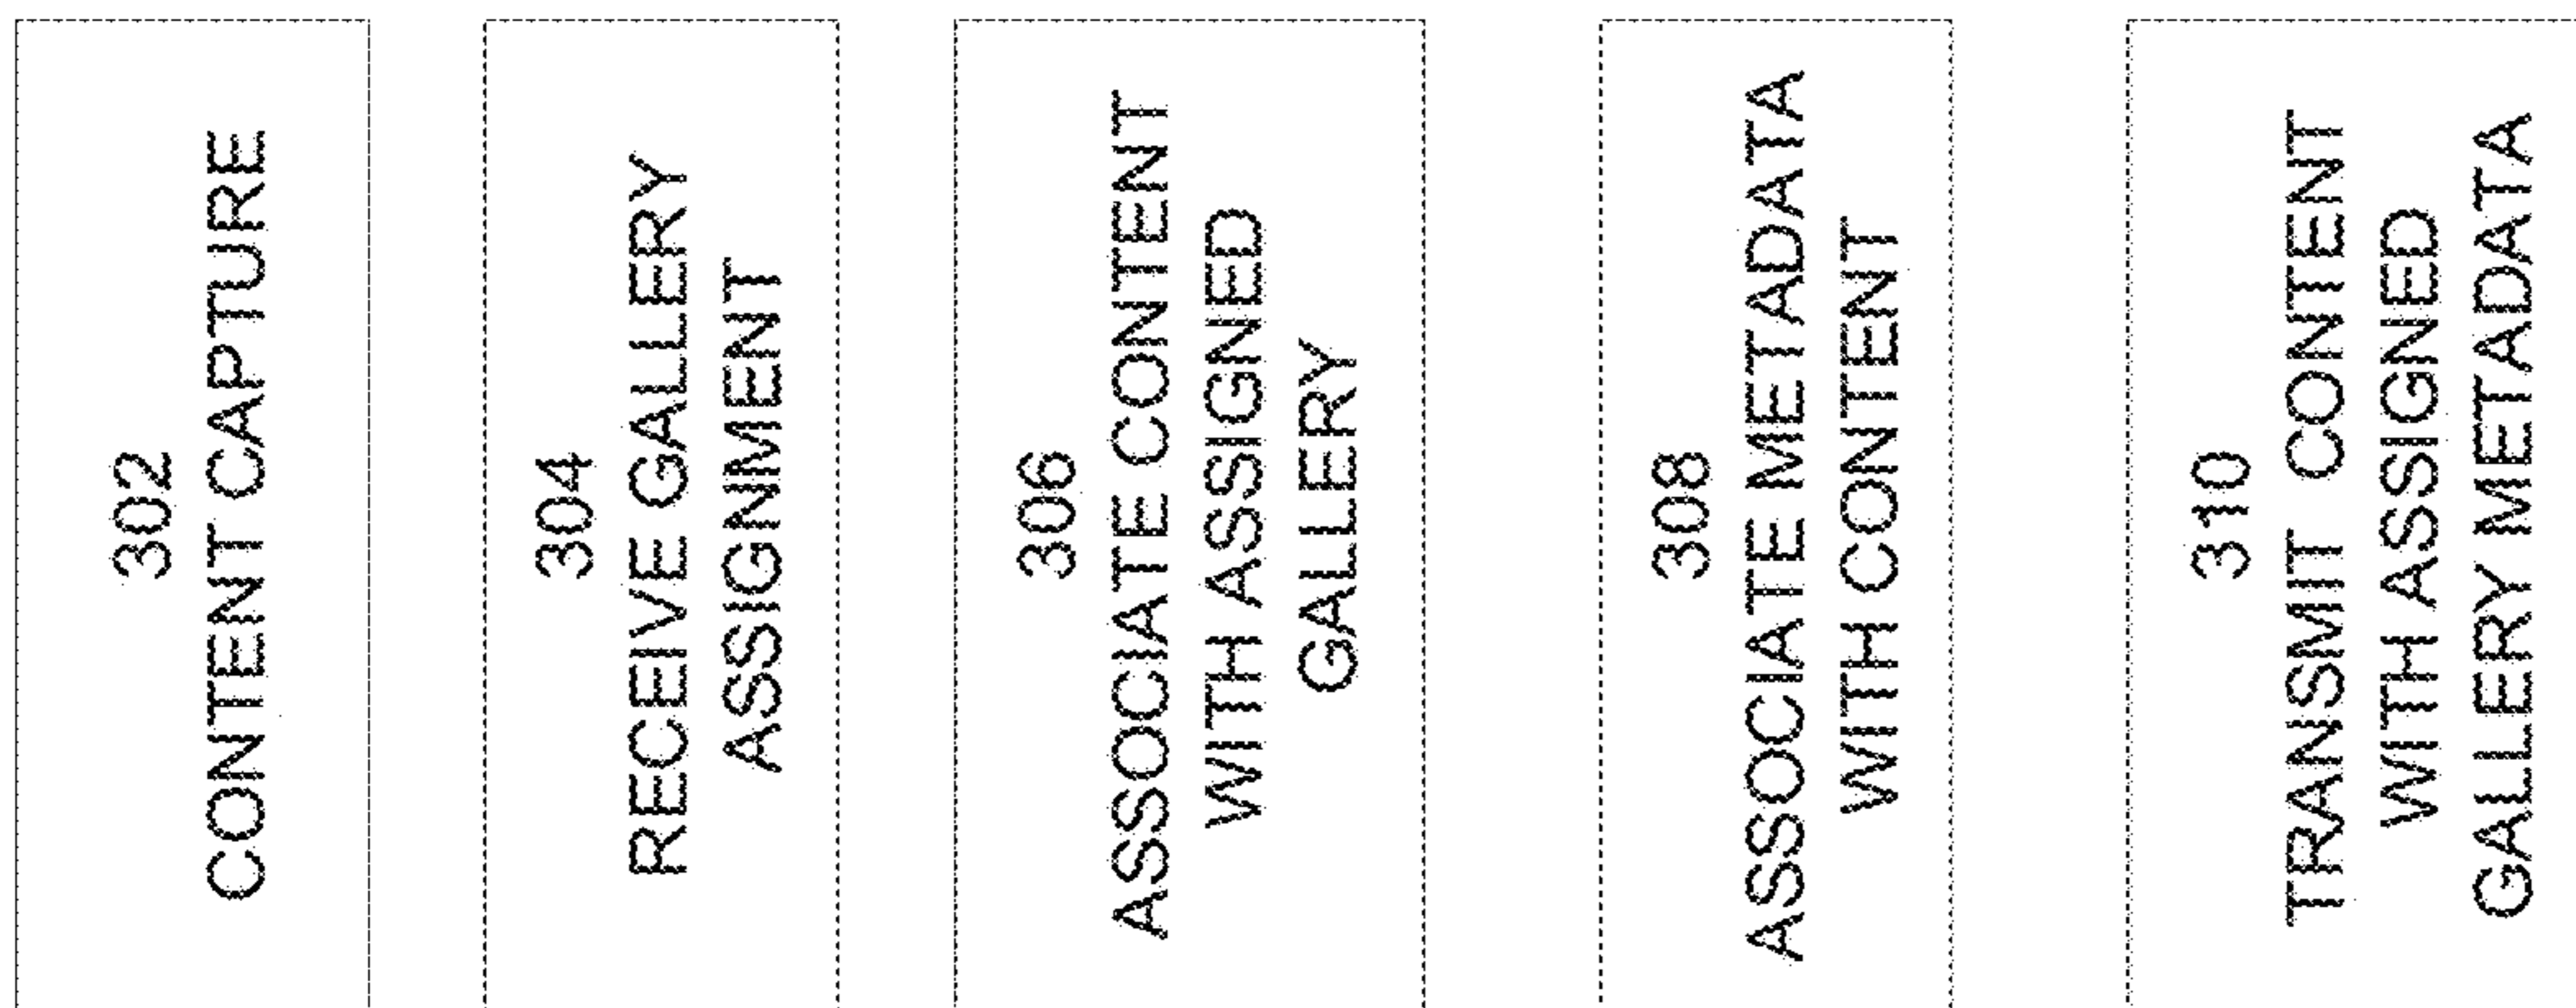 302
CONTENT CAPTURE
304
RECEIVE GALLERY
ASSIGNMENT
306
ASSOCIATE CONTENT
WITH ASSIGNED
GALLERY
308
ASSOCIATE METADATA
WITH CONTENT
310
TRANSMIT CONTENT
WITH ASSIGNED
GALLERY METADATA